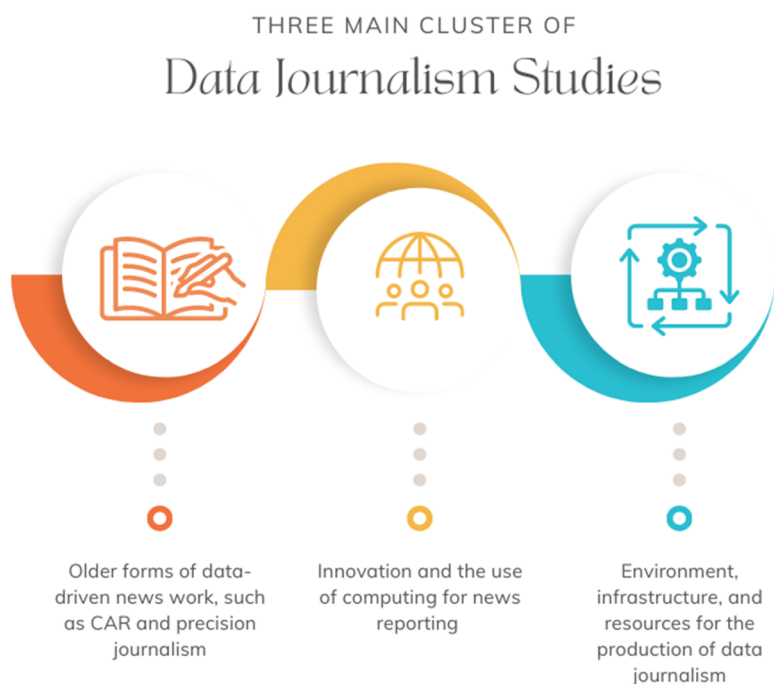 THREE MAIN CLUSTER OF
Data Journalism Studies
Older forms of data-
driven news work, such
as CAR and precision
journalism
Innovation and the use
of computing for news
reporting
Environment,
infrastructure, and
resources for the
production of data
journalism